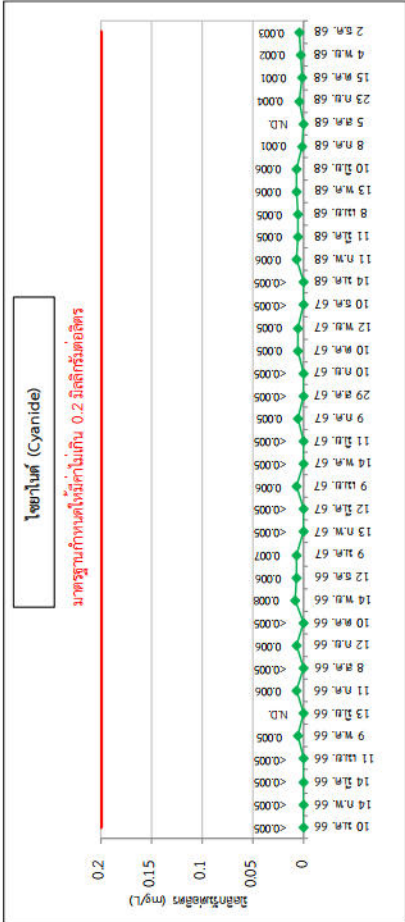 ไซยาไนด์ (Cyanide)
มาตรฐานกำหนดให้มีค่าไม่เกิน 0.2 มิลลิกรัมต่อลิตร
มิลลิกรัมต่อลิตร (mg/L)
0.2
0.15
0.1
0.05
0
<0.005
<0.005
<0.005
<0.005
0.005
N.D.
0.006
<0.005
0.006
<0.005
0.008
0.006
0.007
<0.005
<0.005
0.006
<0.005
<0.005
0.005
<0.005
<0.005
0.005
0.005
<0.005
<0.005
0.006
0.005
0.005
0.006
0.006
0.001
N.D.
0.004
0.001
0.002
0.003
10 ม.ค. 66
14 ก.พ. 66
14 มี.ค. 66
11 เม.ย. 66
9 พ.ค. 66
13 มิ.ย. 66
11 ก.ค. 66
8 ส.ค. 66
12 ก.ย. 66
10 ต.ค. 66
14 พ.ย. 66
12 ธ.ค. 66
9 ม.ค. 67
13 ก.พ. 67
12 มี.ค. 67
9 เม.ย. 67
14 พ.ค. 67
11 มิ.ย. 67
9 ก.ค. 67
29 ส.ค. 67
10 ก.ย. 67
10 ต.ค. 67
12 พ.ย. 67
10 ธ.ค. 67
14 ม.ค. 68
11 ก.พ. 68
11 มี.ค. 68
8 เม.ย. 68
13 พ.ค. 68
10 มิ.ย. 68
8 ก.ค. 68
5 ส.ค. 68
23 ก.ย. 68
15 ต.ค. 68
4 พ.ย. 68
2 ธ.ค. 68